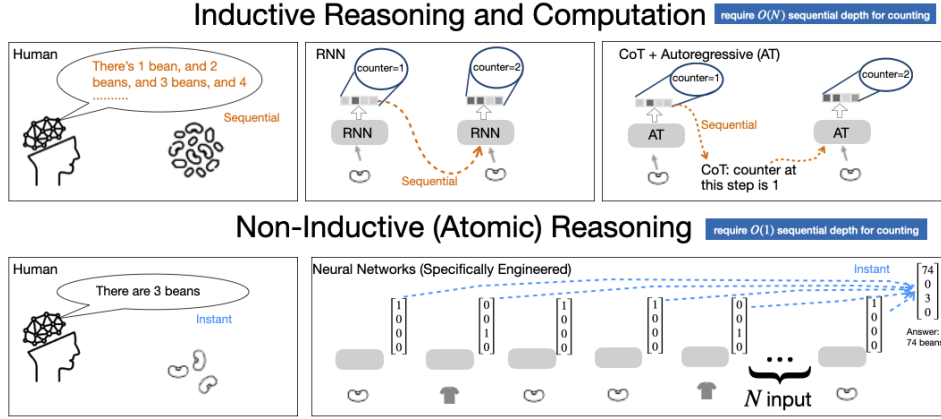 Inductive Reasoning and Computation
require O(N) sequential depth for counting
Human
There's 1 bean, and 2
beans, and 3 beans, and 4
..........
Sequential
RNN
counter=1
counter=2
RNN
RNN
Sequential
CoT + Autoregressive (AT)
counter=1
counter=2
AT
Sequential
AT
CoT: counter at
this step is 1
Non-Inductive (Atomic) Reasoning
require O(1) sequential depth for counting
Human
There are 3 beans
Instant
Neural Networks (Specifically Engineered)
Instant
[1 0 0 0]
[0 0 1 0]
[1 0 0 0]
[1 0 0 0]
[0 0 1 0]
[1 0 0 0]
[74 0 3 0]
Answer:
74 beans
...
N input